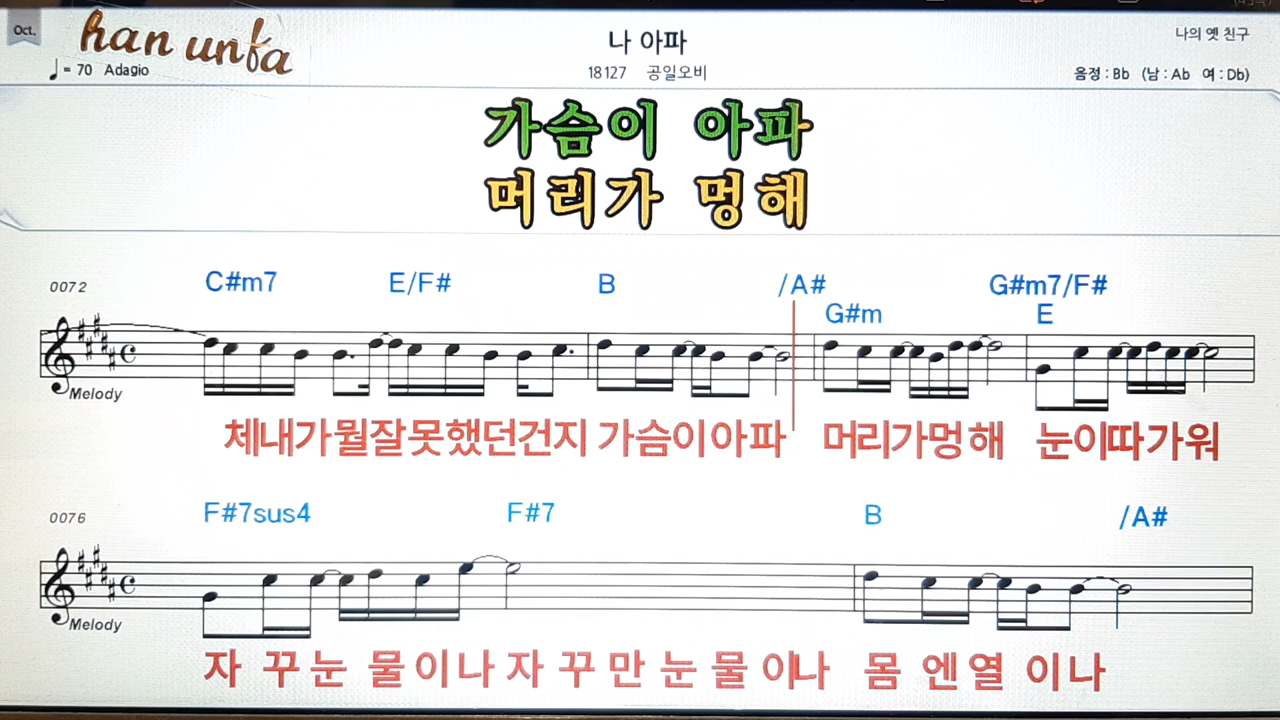 Oct.
han unfa
나 아파
나의 옛 친구
♩ = 70 Adagio
18127 공일오비
음정 : Bb (남 : Ab 여 : Db)
가슴이 아파
머리가 멍해
0072
C#m7 E/F# B /A# G#m7/F#
G#m E
Melody
체내가뭘잘못했던건지 가슴이아파 머리가멍해 눈이따가워
0076
F#7sus4 F#7 B /A#
Melody
자 꾸 눈 물 이 나 자 꾸 만 눈 물 이 나 몸 엔 열 이 나